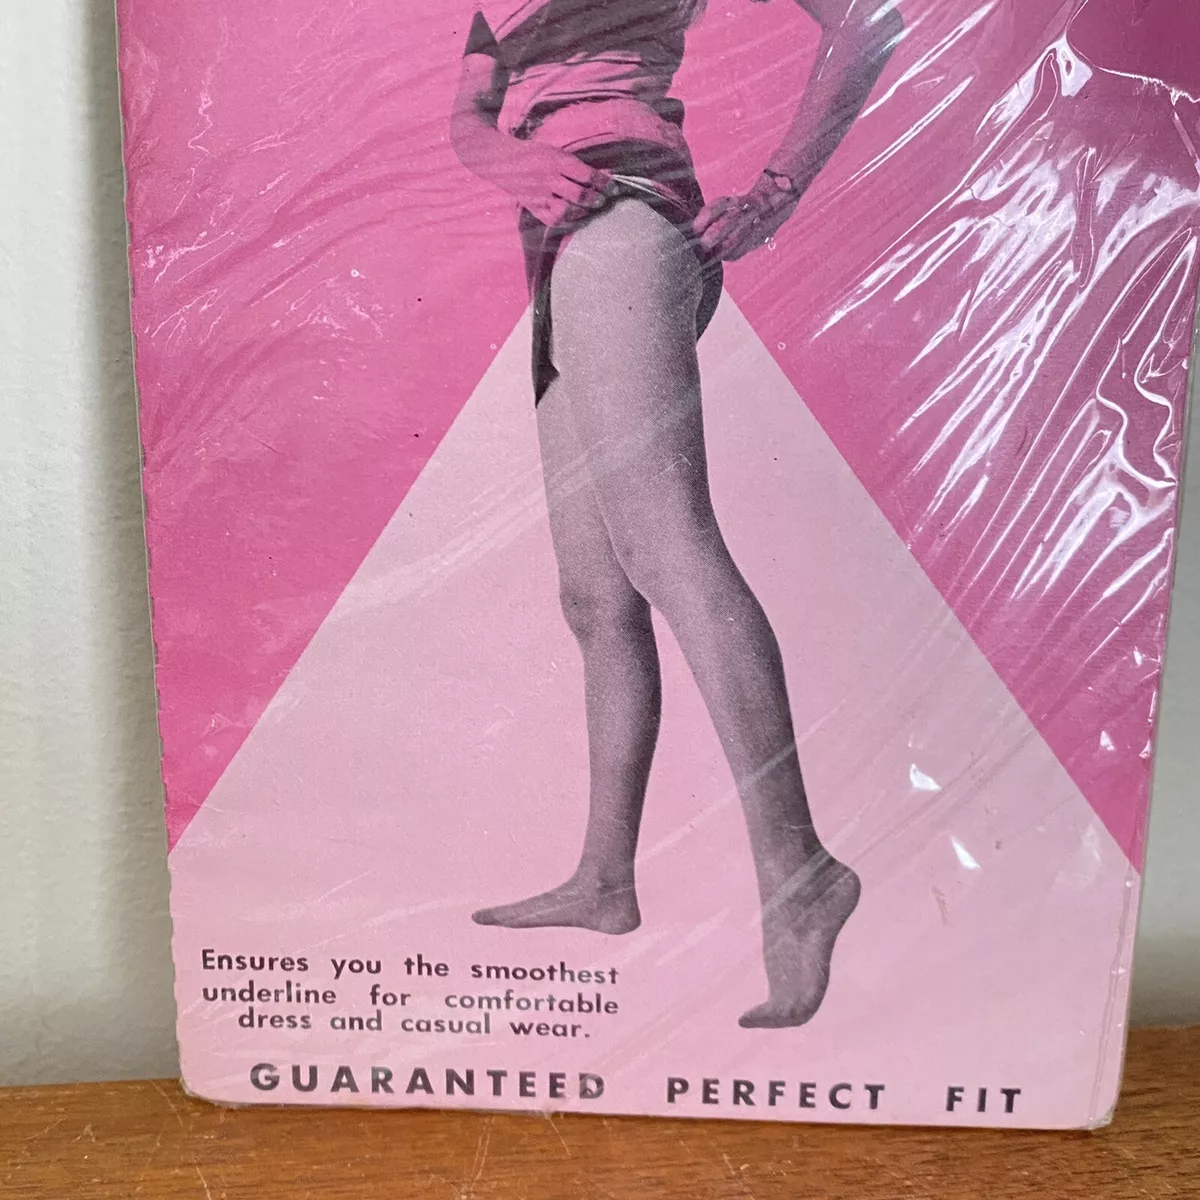 Ensures you the smoothest
underline for comfortable
dress and casual wear.
GUARANTEED PERFECT FIT